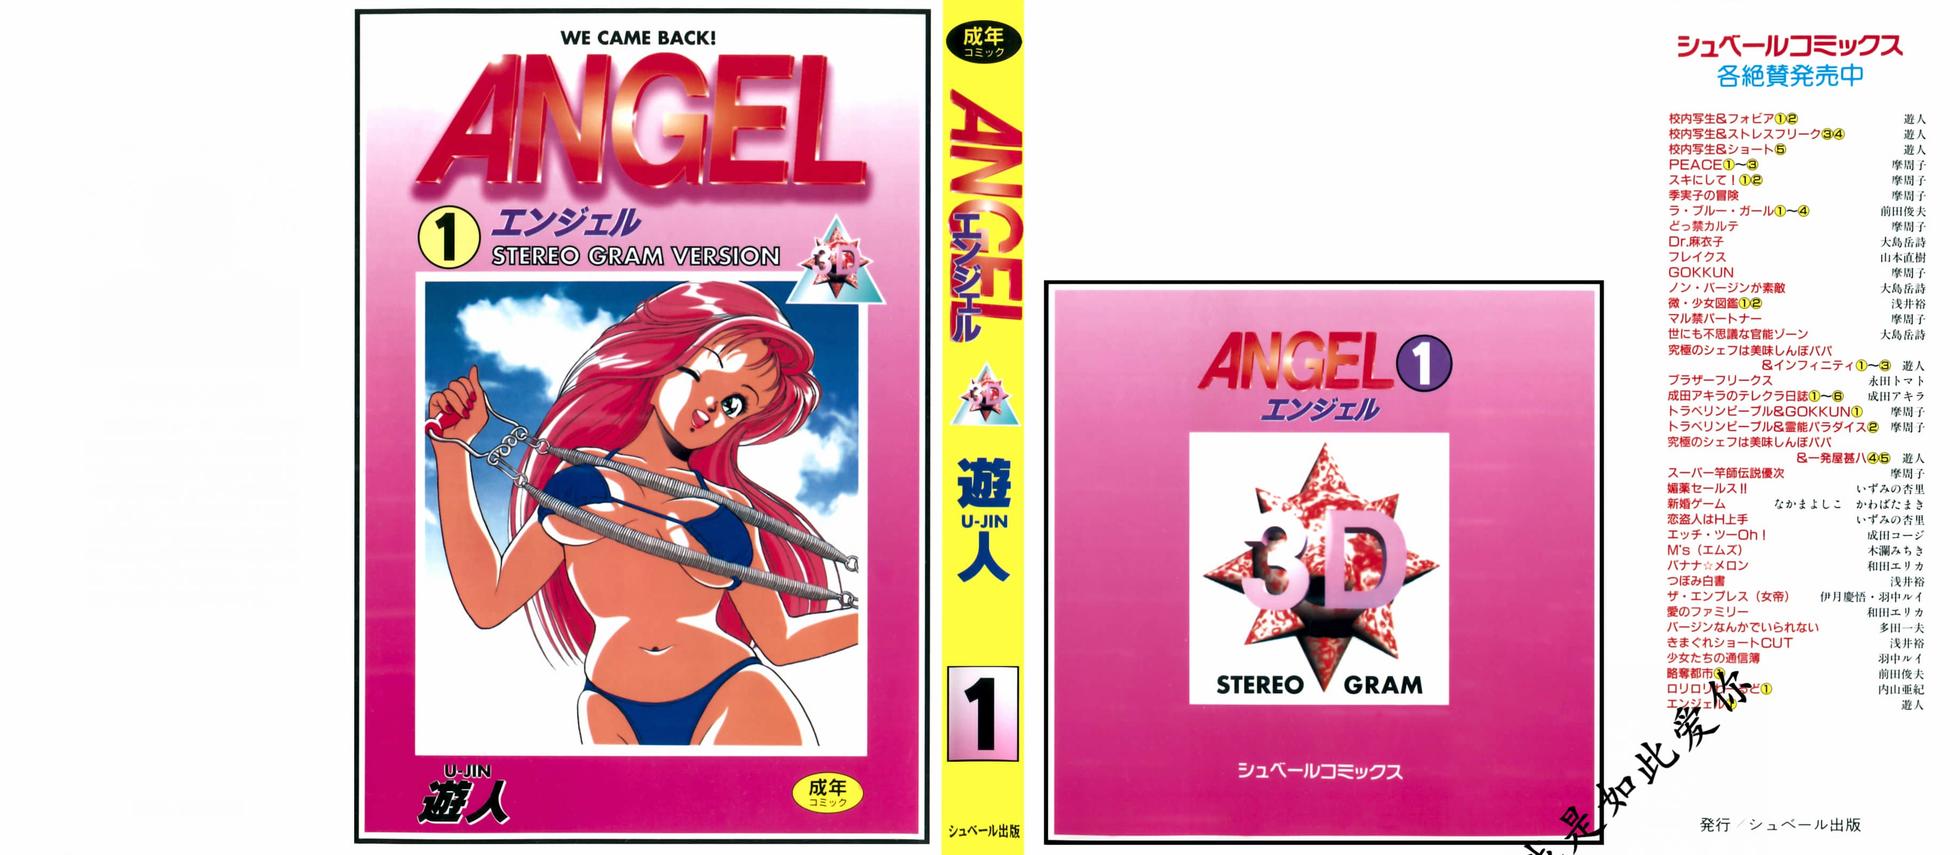 WE CAME BACK!
ANGEL
1
エンジェル
STEREO GRAM VERSION
3D
U-JIN
遊人
成年
コミック
成年
コミック
ANGEL
エンジェル
3D
遊
U-JIN
人
1
シュベール出版
ANGEL 1
エンジェル
3D
STEREO GRAM
シュベールコミックス
シュベールコミックス
各絶賛発売中
校内写生&フォビア①② 遊人
校内写生&ストレスフリーク③④ 遊人
校内写生&ショート⑤ 遊人
PEACE①〜③ 摩周子
スキにして!①② 摩周子
季実子の冒険 摩周子
ラ・ブルー・ガール①〜④ 前田俊夫
どっ禁カルテ 摩周子
Dr.麻衣子 大島岳詩
フレイクス 山本直樹
GOKKUN 摩周子
ノン・バージンが素敵 大島岳詩
微・少女図鑑①② 浅井裕
マル禁パートナー 摩周子
世にも不思議な官能ゾーン 大島岳詩
究極のシェフは美味しんぼパパ
&インフィニティ①〜③ 遊人
ブラザーフリークス 永田トマト
成田アキラのテレクラ日誌①〜⑥ 成田アキラ
トラベリンピープル&GOKKUN① 摩周子
トラベリンピープル&霊能パラダイス② 摩周子
究極のシェフは美味しんぼパパ
&一発屋甚八④⑤ 遊人
スーパー竿師伝説優次 摩周子
媚薬セールス!! いずみの杏里
新婚ゲーム なかまよしこ かわばたまき
恋盗人はH上手 いずみの杏里
エッチ・ツーOh! 成田コージ
M's（エムズ） 木瀾みちき
バナナ☆メロン 和田エリカ
つぼみ白書 浅井裕
ザ・エンプレス（女帝） 伊月慶悟・羽中ルイ
愛のファミリー 和田エリカ
バージンなんかでいられない 多田一夫
きまぐれショートCUT 浅井裕
少女たちの通信簿 羽中ルイ
略奪都市 前田俊夫
ロリロリ ど① 内山亜紀
エンジェル 遊人
是如此爱你
発行／シュベール出版